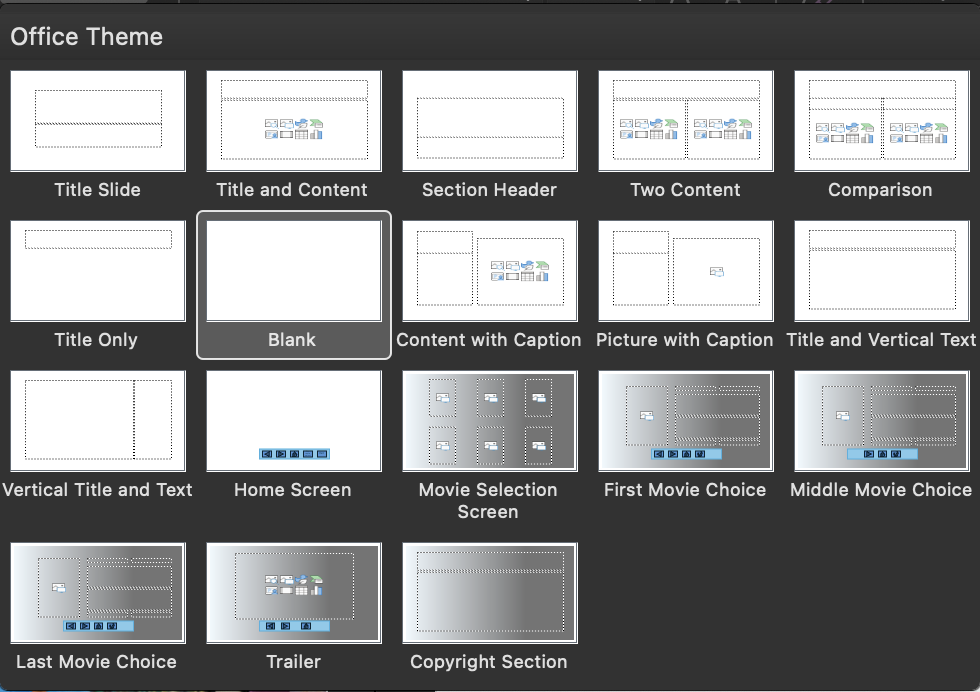 Office Theme
Title Slide
Title and Content
Section Header
Two Content
Comparison
Title Only
Blank
Content with Caption
Picture with Caption
Title and Vertical Text
Vertical Title and Text
Home Screen
Movie Selection
Screen
First Movie Choice
Middle Movie Choice
Last Movie Choice
Trailer
Copyright Section